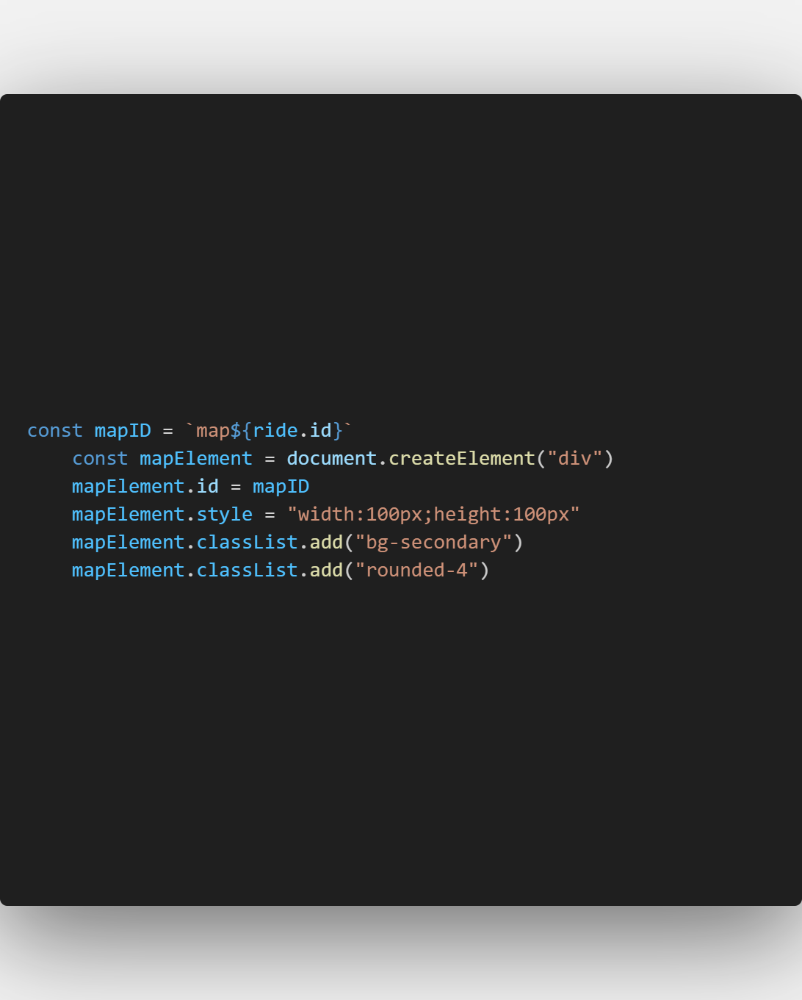 const mapID = `map${ride.id}`
    const mapElement = document.createElement("div")
    mapElement.id = mapID
    mapElement.style = "width:100px;height:100px"
    mapElement.classList.add("bg-secondary")
    mapElement.classList.add("rounded-4")